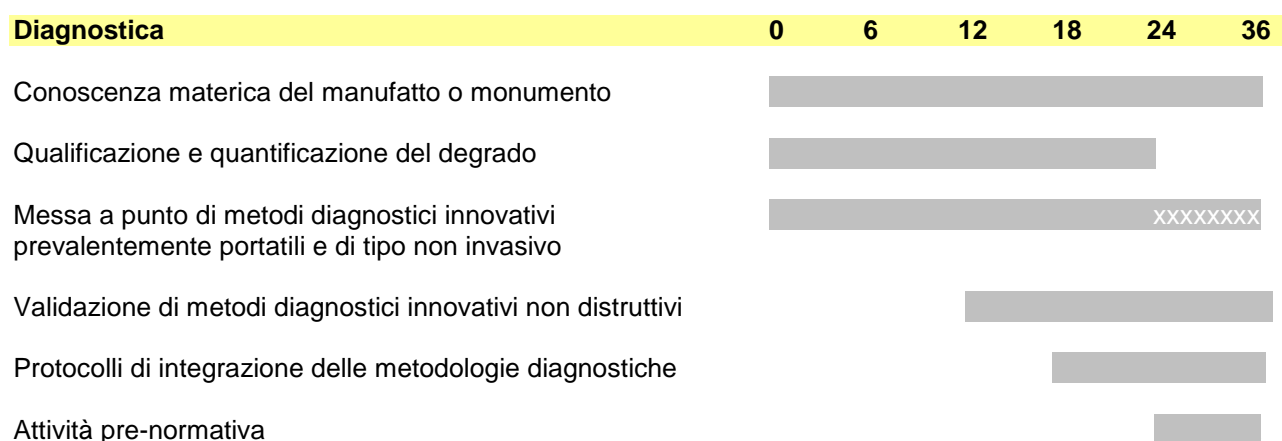 Diagnostica 0 6 12 18 24 36
Conoscenza materica del manufatto o monumento
Qualificazione e quantificazione del degrado
Messa a punto di metodi diagnostici innovativi xxxxxxxx
prevalentemente portatili e di tipo non invasivo
Validazione di metodi diagnostici innovativi non distruttivi
Protocolli di integrazione delle metodologie diagnostiche
Attività pre-normativa